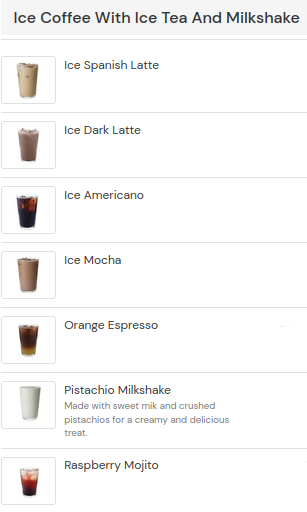 Ice Coffee With Ice Tea And Milkshake
Ice Spanish Latte
Ice Dark Latte
Ice Americano
Ice Mocha
Orange Espresso
Pistachio Milkshake
Made with sweet milk and crushed
pistachios for a creamy and delicious
treat.
Raspberry Mojito